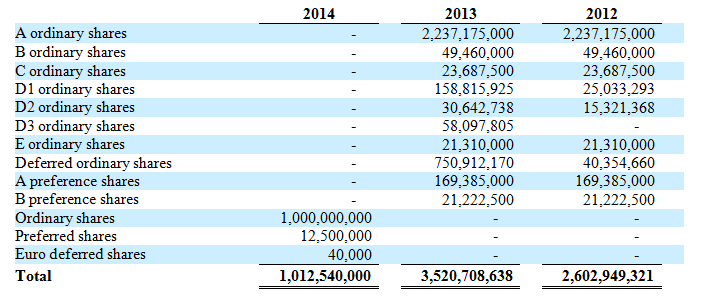 2014 2013 2012
A ordinary shares - 2,237,175,000 2,237,175,000
B ordinary shares - 49,460,000 49,460,000
C ordinary shares - 23,687,500 23,687,500
D1 ordinary shares - 158,815,925 25,033,293
D2 ordinary shares - 30,642,738 15,321,368
D3 ordinary shares - 58,097,805 -
E ordinary shares - 21,310,000 21,310,000
Deferred ordinary shares - 750,912,170 40,354,660
A preference shares - 169,385,000 169,385,000
B preference shares - 21,222,500 21,222,500
Ordinary shares 1,000,000,000 - -
Preferred shares 12,500,000 - -
Euro deferred shares 40,000 - -
Total 1,012,540,000 3,520,708,638 2,602,949,321